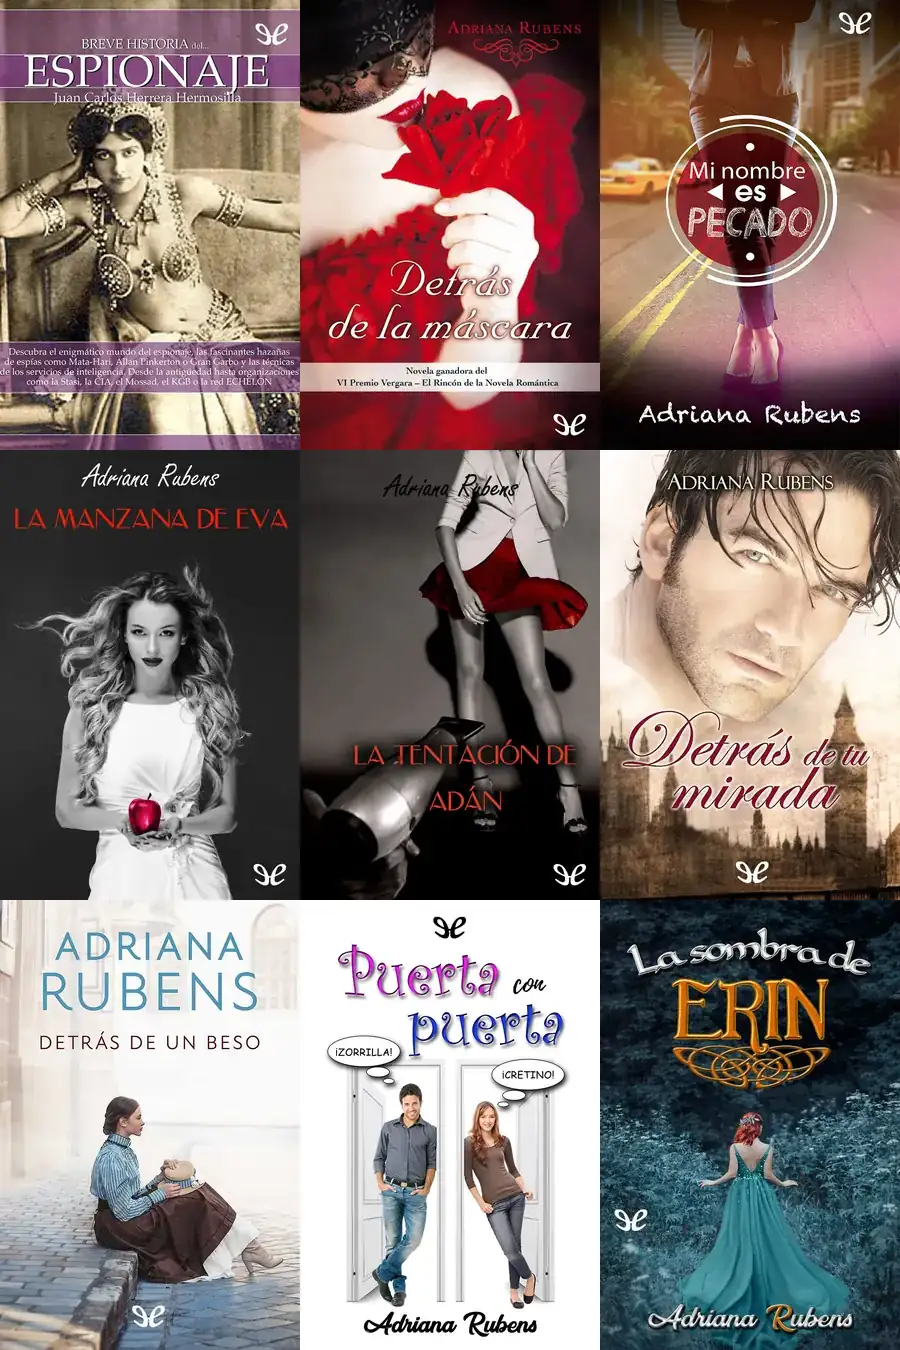 BREVE HISTORIA del...
ESPIONAJE
Juan Carlos Herrera Hermosilla
Descubra el enigmático mundo del espionaje, las fascinantes hazañas
de espías como Mata-Hari, Allan Pinkerton o Gran Garbo y las técnicas
de los servicios de inteligencia. Desde la antigüedad hasta organizaciones
como la Stasi, la CIA, el Mossad, el KGB o la red ECHELON
ADRIANA RUBENS
Detrás
de la máscara
Novela ganadora del
VI Premio Vergara – El Rincón de la Novela Romántica
Mi nombre
es
PECADO
Adriana Rubens
Adriana Rubens
LA MANZANA DE EVA
Adriana Rubens
LA TENTACIÓN DE
ADÁN
ADRIANA RUBENS
Detrás de tu
mirada
ADRIANA
RUBENS
DETRÁS DE UN BESO
Puerta con
puerta
¡ZORRILLA!
¡CRETINO!
Adriana Rubens
La sombra de
ERIN
Adriana Rubens